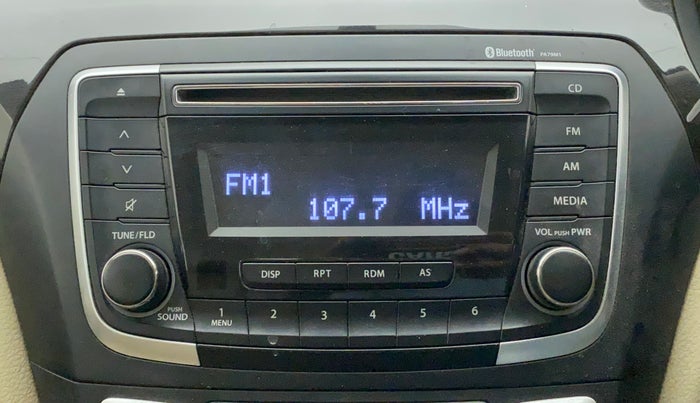 Bluetooth PA79M1
CD
FM
AM
MEDIA
FM1
107.7 MHz
TUNE/FLD
VOL PUSH PWR
DISP RPT RDM AS
PUSH SOUND
1 MENU 2 3 4 5 6